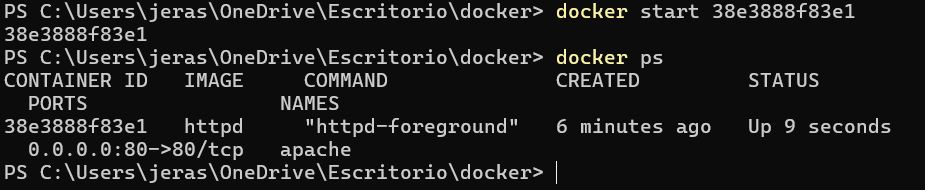 PS C:\Users\jeras\OneDrive\Escritorio\docker> docker start 38e3888f83e1
38e3888f83e1
PS C:\Users\jeras\OneDrive\Escritorio\docker> docker ps
CONTAINER ID   IMAGE     COMMAND              CREATED         STATUS
  PORTS                NAMES
38e3888f83e1   httpd     "httpd-foreground"   6 minutes ago   Up 9 seconds
  0.0.0.0:80->80/tcp   apache
PS C:\Users\jeras\OneDrive\Escritorio\docker>